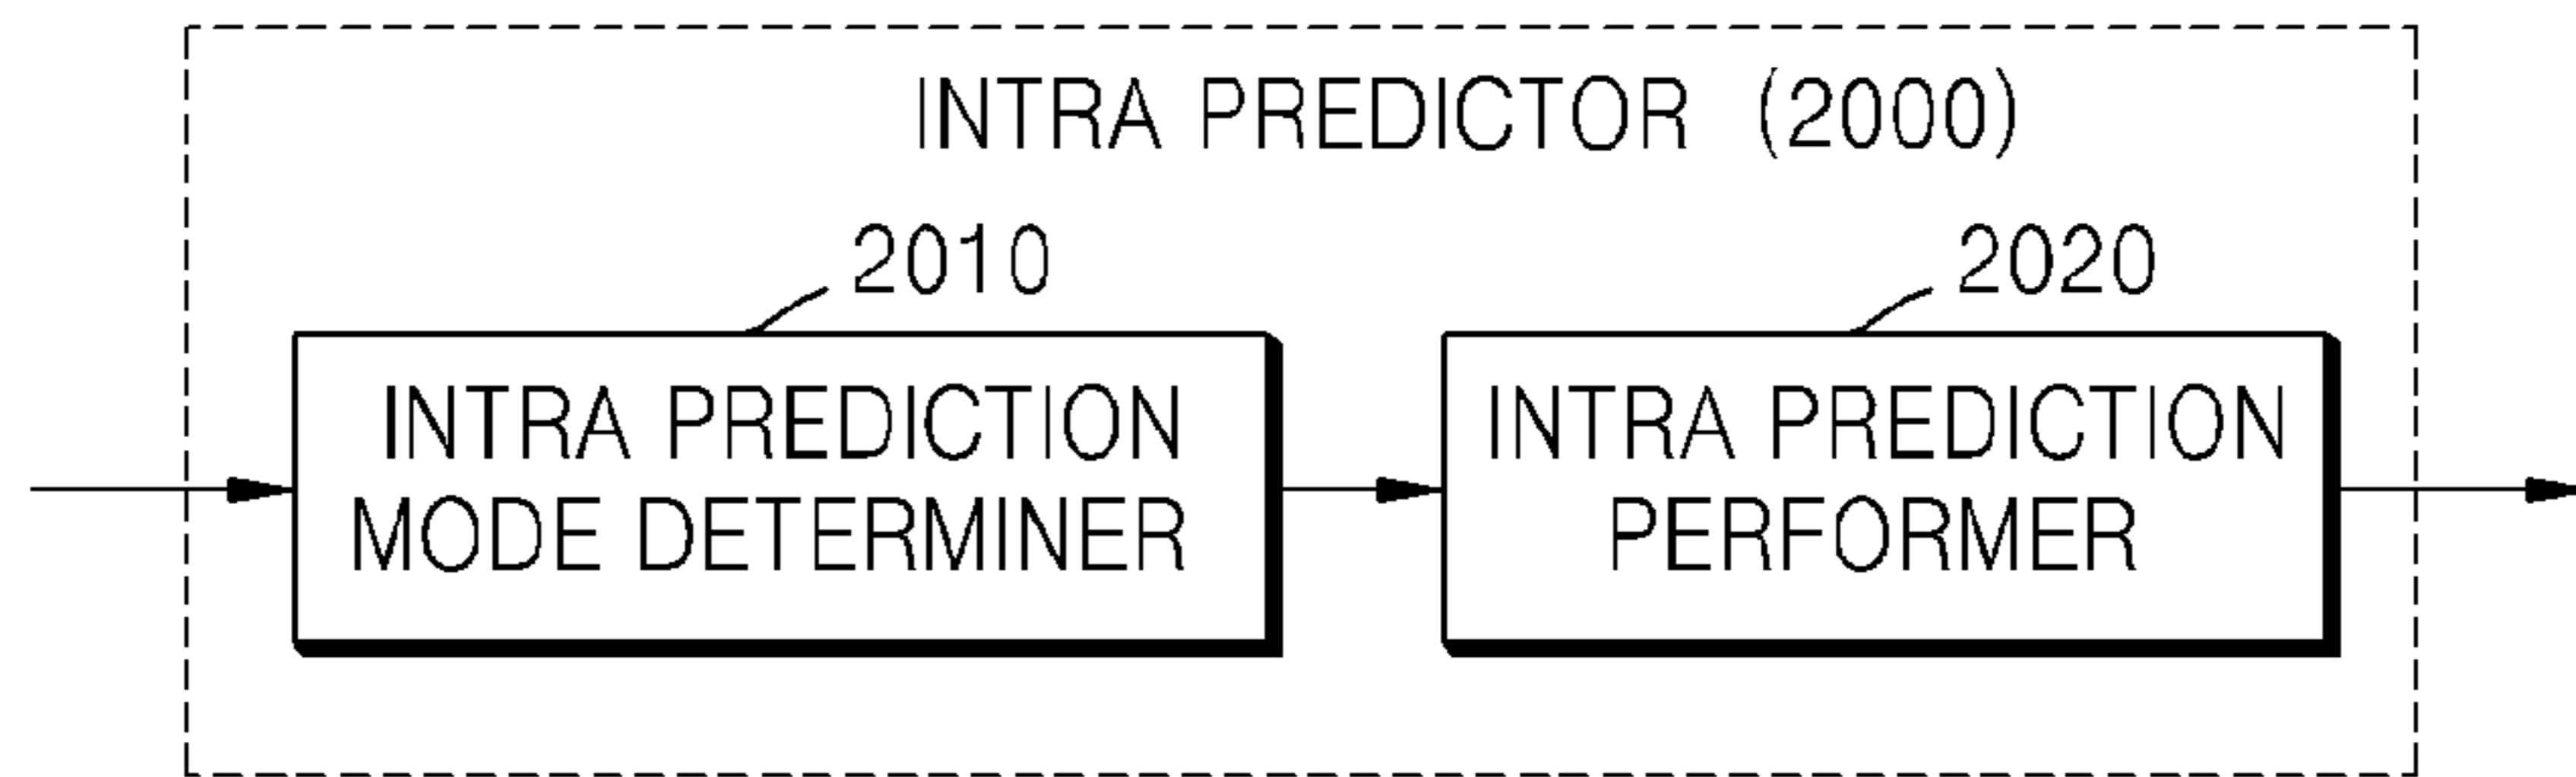 INTRA PREDICTOR (2000)
2010
2020
INTRA PREDICTION
MODE DETERMINER
INTRA PREDICTION
PERFORMER